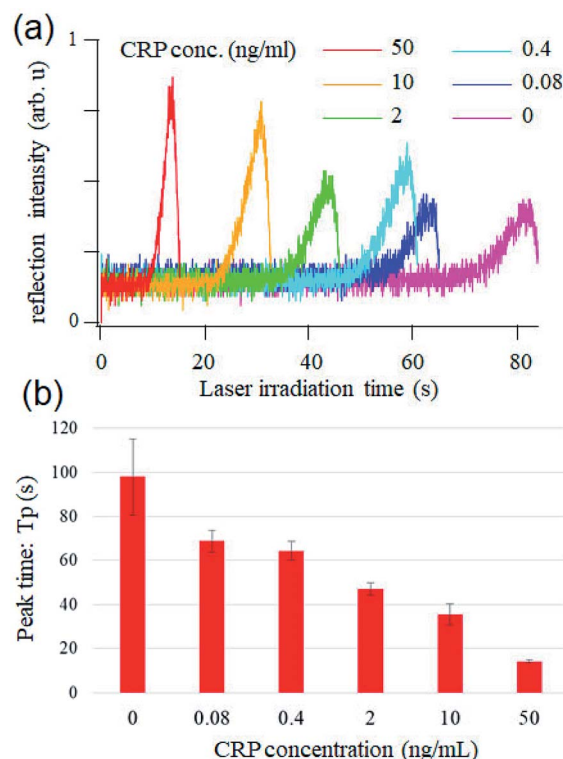 (a)
1
CRP conc. (ng/ml)
50
10
2
0.4
0.08
0
reflection intensity (arb. u)
0
0 20 40 60 80
Laser irradiation time (s)
(b)
120
100
80
60
40
20
0
Peak time: Tp (s)
0 0.08 0.4 2 10 50
CRP concentration (ng/mL)